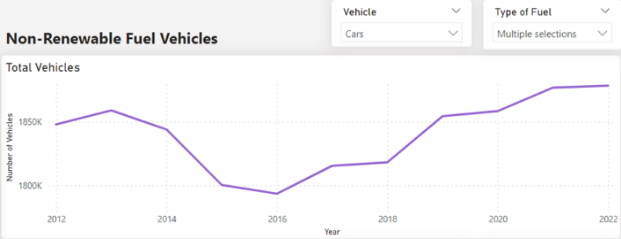 Vehicle
Cars
Type of Fuel
Multiple selections
Non-Renewable Fuel Vehicles
Total Vehicles
Number of Vehicles
1850K
1800K
2012 2014 2016 2018 2020 2022
Year